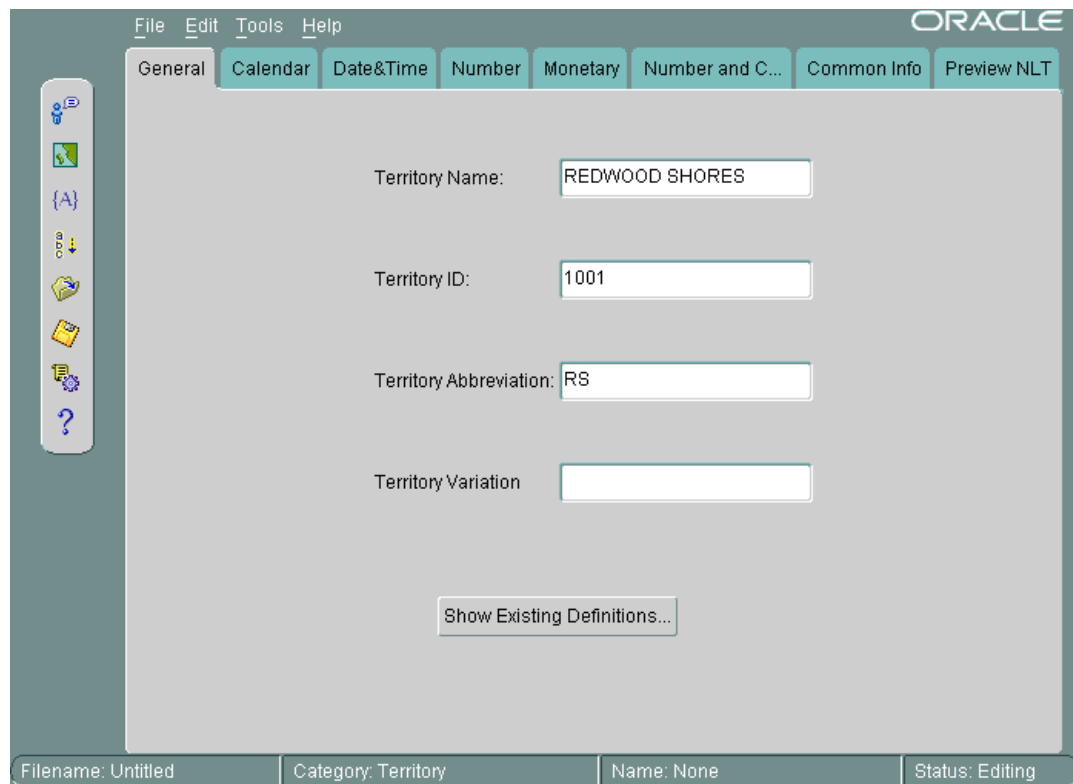 File Edit Tools Help
ORACLE
General Calendar Date&Time Number Monetary Number and C... Common Info Preview NLT
{A}
a
b
c
?
Territory Name: REDWOOD SHORES
Territory ID: 1001
Territory Abbreviation: RS
Territory Variation
Show Existing Definitions...
Filename: Untitled Category: Territory Name: None Status: Editing